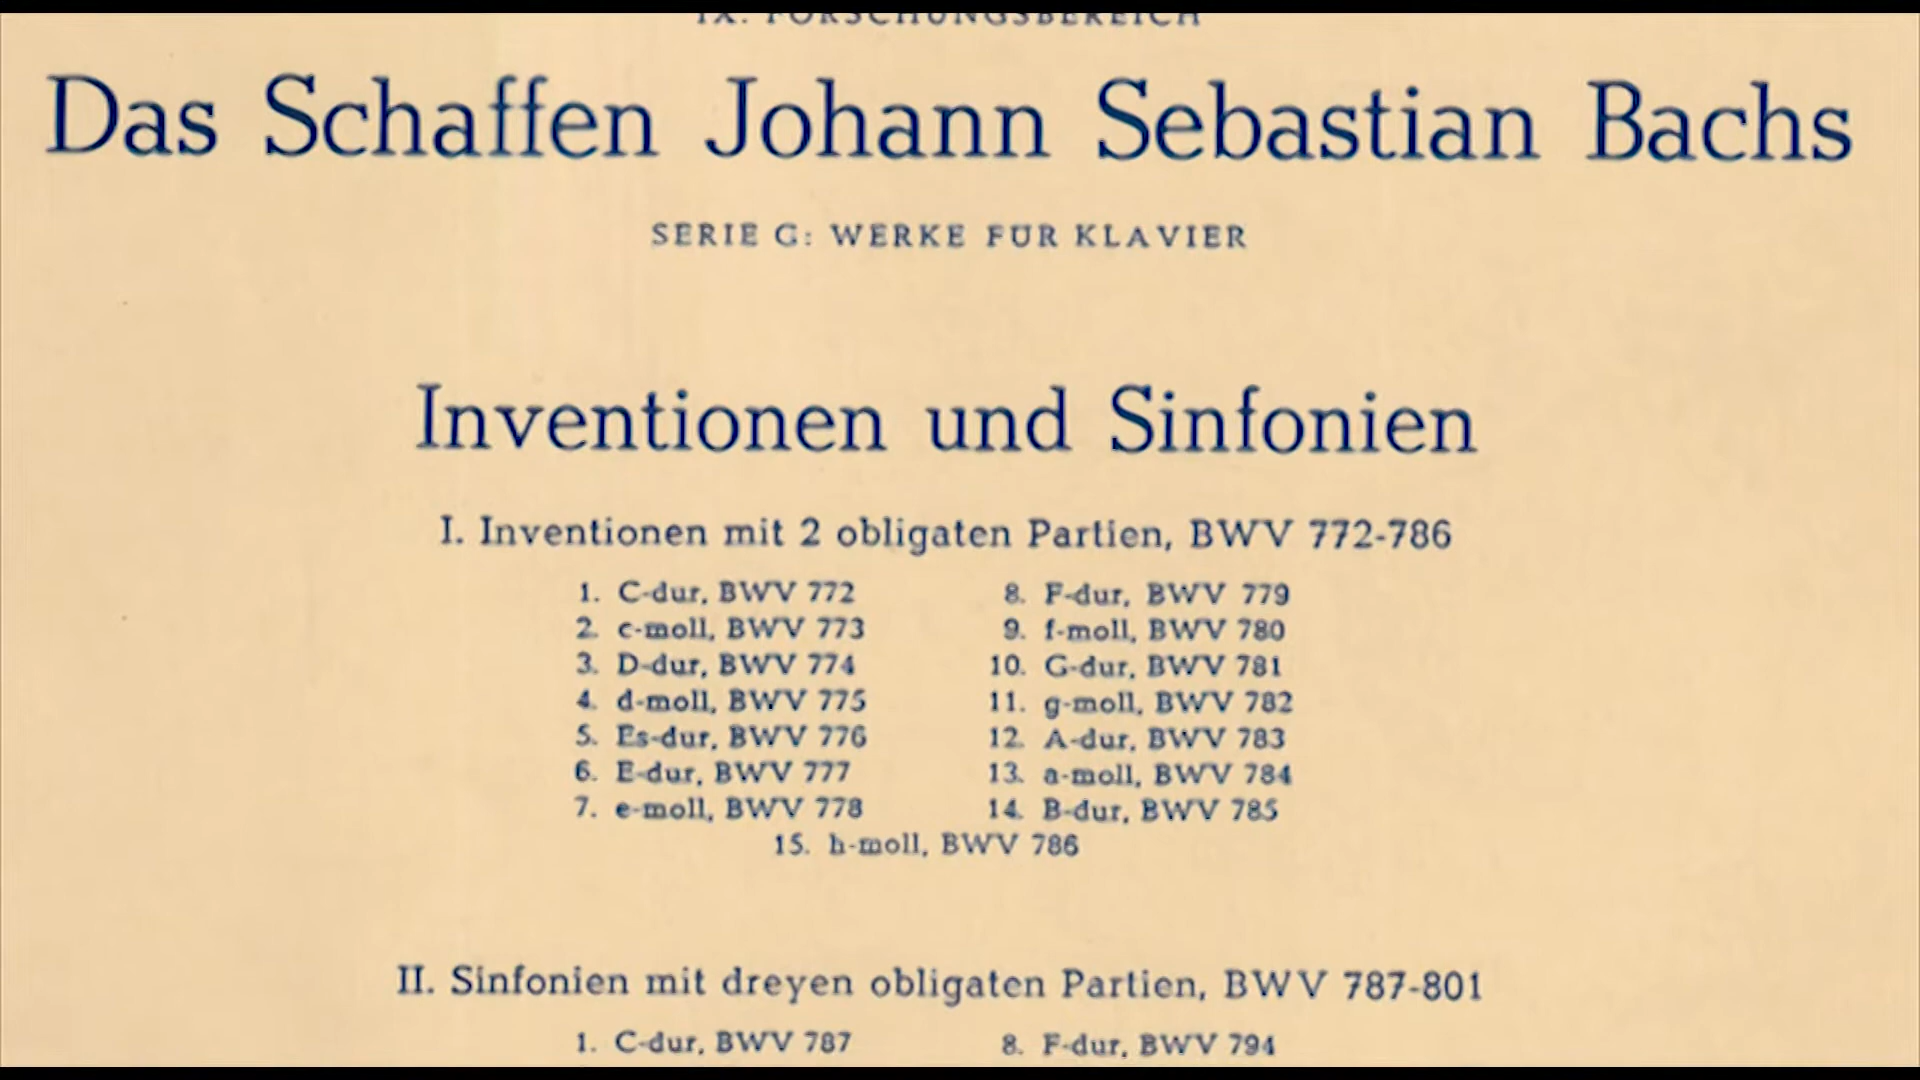 IX. FORSCHUNGSBEREICH
Das Schaffen Johann Sebastian Bachs
SERIE G: WERKE FÜR KLAVIER
Inventionen und Sinfonien
I. Inventionen mit 2 obligaten Partien, BWV 772-786
1. C-dur, BWV 772
2. c-moll, BWV 773
3. D-dur, BWV 774
4. d-moll, BWV 775
5. Es-dur, BWV 776
6. E-dur, BWV 777
7. e-moll, BWV 778
8. F-dur, BWV 779
9. f-moll, BWV 780
10. G-dur, BWV 781
11. g-moll, BWV 782
12. A-dur, BWV 783
13. a-moll, BWV 784
14. B-dur, BWV 785
15. h-moll, BWV 786
II. Sinfonien mit dreyen obligaten Partien, BWV 787-801
1. C-dur, BWV 787
8. F-dur, BWV 794